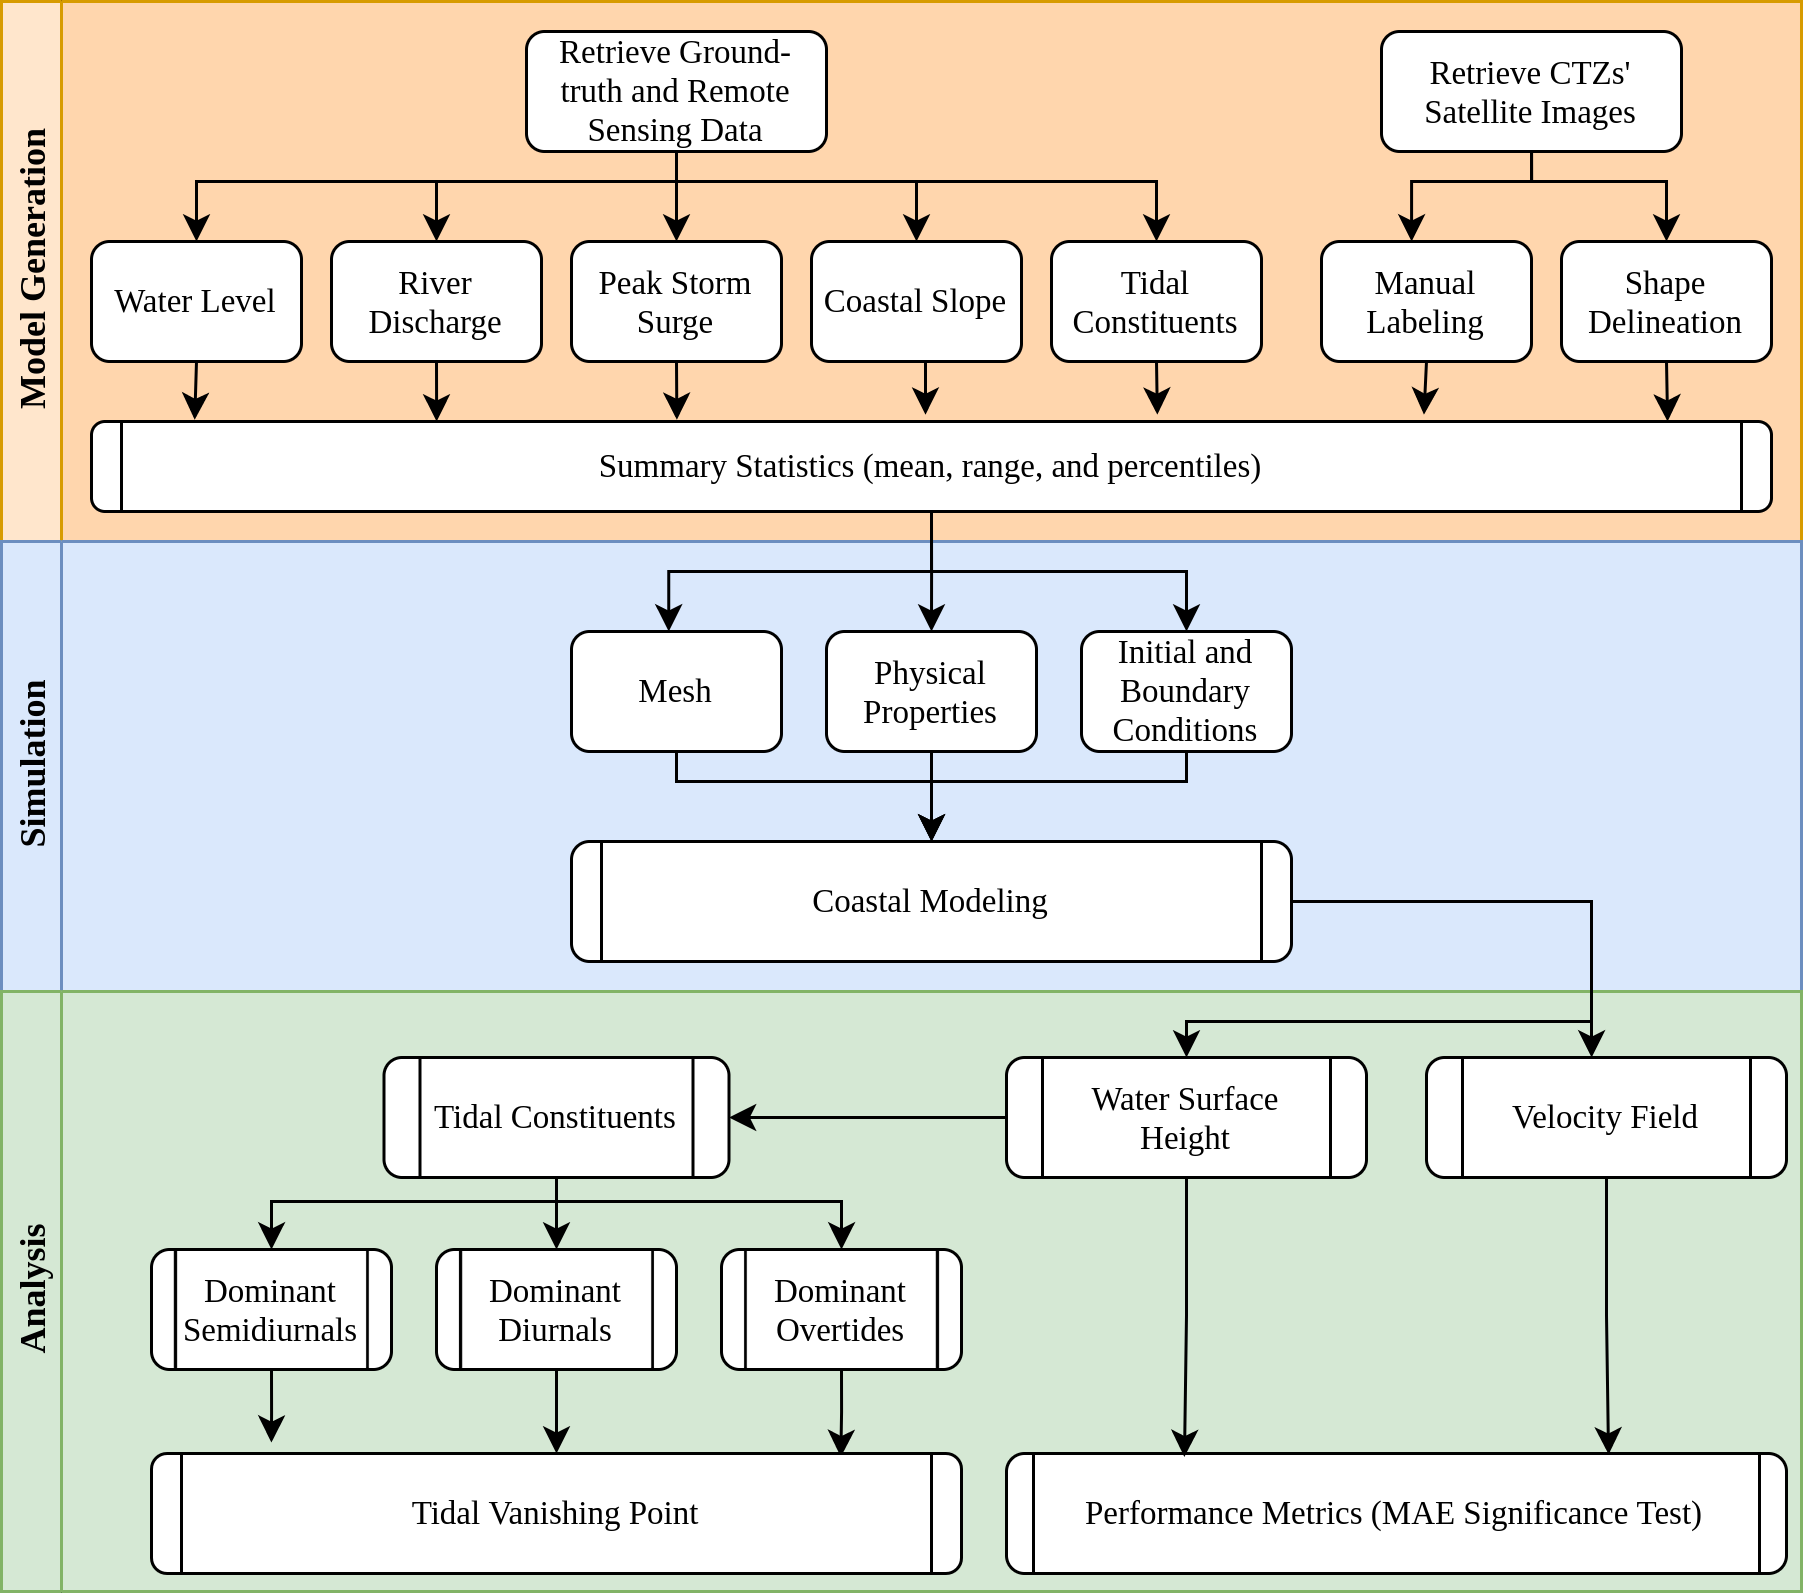 Model Generation
Retrieve Ground-
truth and Remote
Sensing Data
Retrieve CTZs'
Satellite Images
Water Level
River
Discharge
Peak Storm
Surge
Coastal Slope
Tidal
Constituents
Manual
Labeling
Shape
Delineation
Summary Statistics (mean, range, and percentiles)
Simulation
Mesh
Physical
Properties
Initial and
Boundary
Conditions
Coastal Modeling
Analysis
Tidal Constituents
Water Surface
Height
Velocity Field
Dominant
Semidiurnals
Dominant
Diurnals
Dominant
Overtides
Tidal Vanishing Point
Performance Metrics (MAE Significance Test)